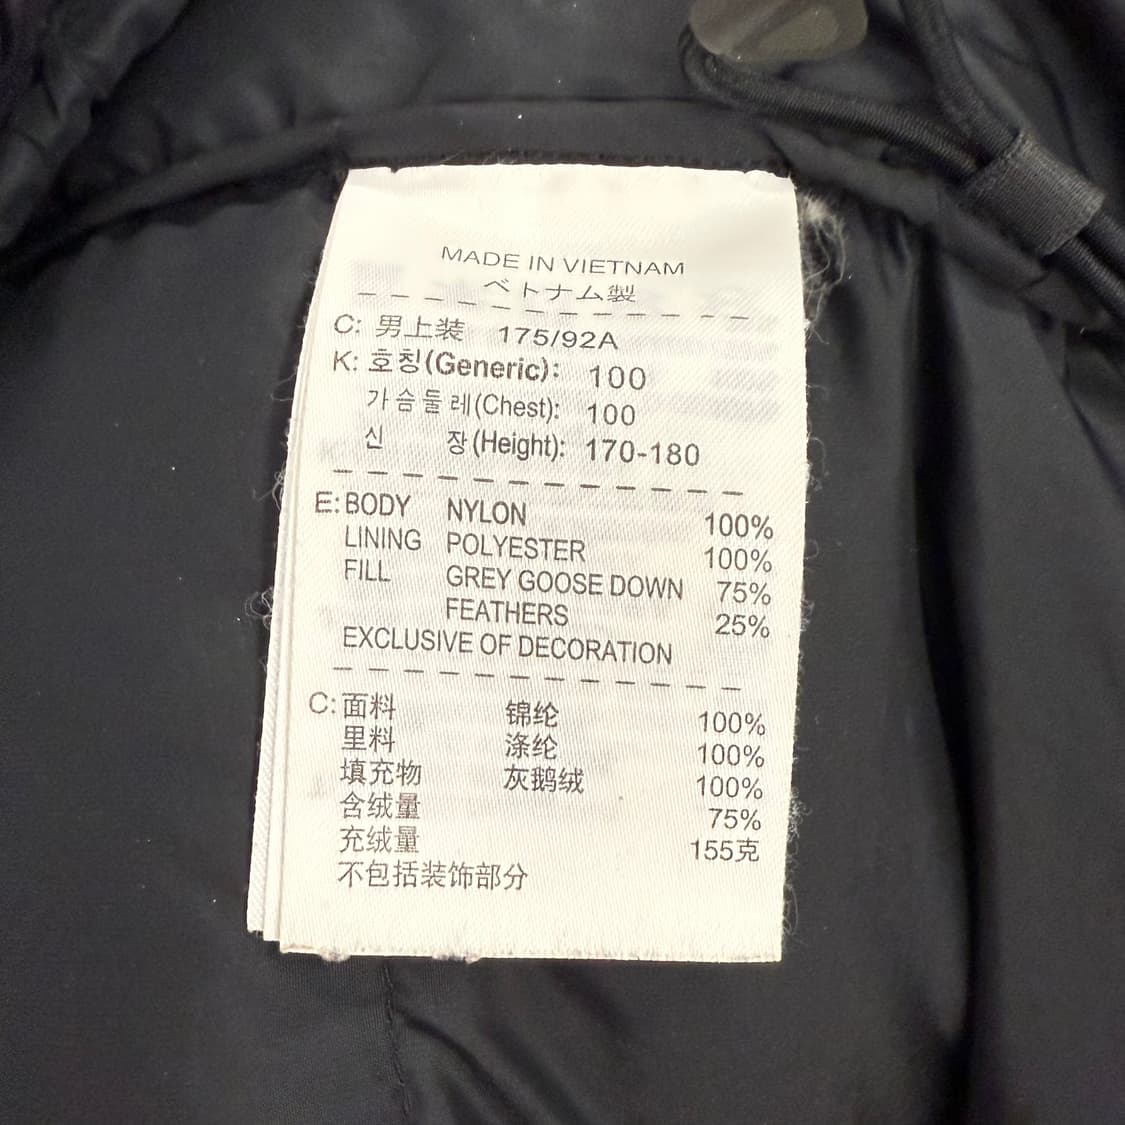 MADE IN VIETNAM
ベトナム製
C: 男上装 175/92A
K: 호칭(Generic): 100
가슴둘레(Chest): 100
신 장(Height): 170-180
E: BODY NYLON 100%
LINING POLYESTER 100%
FILL GREY GOOSE DOWN 75%
FEATHERS 25%
EXCLUSIVE OF DECORATION
C: 面料 锦纶 100%
里料 涤纶 100%
填充物 灰鹅绒 100%
含绒量 75%
充绒量 155克
不包括装饰部分